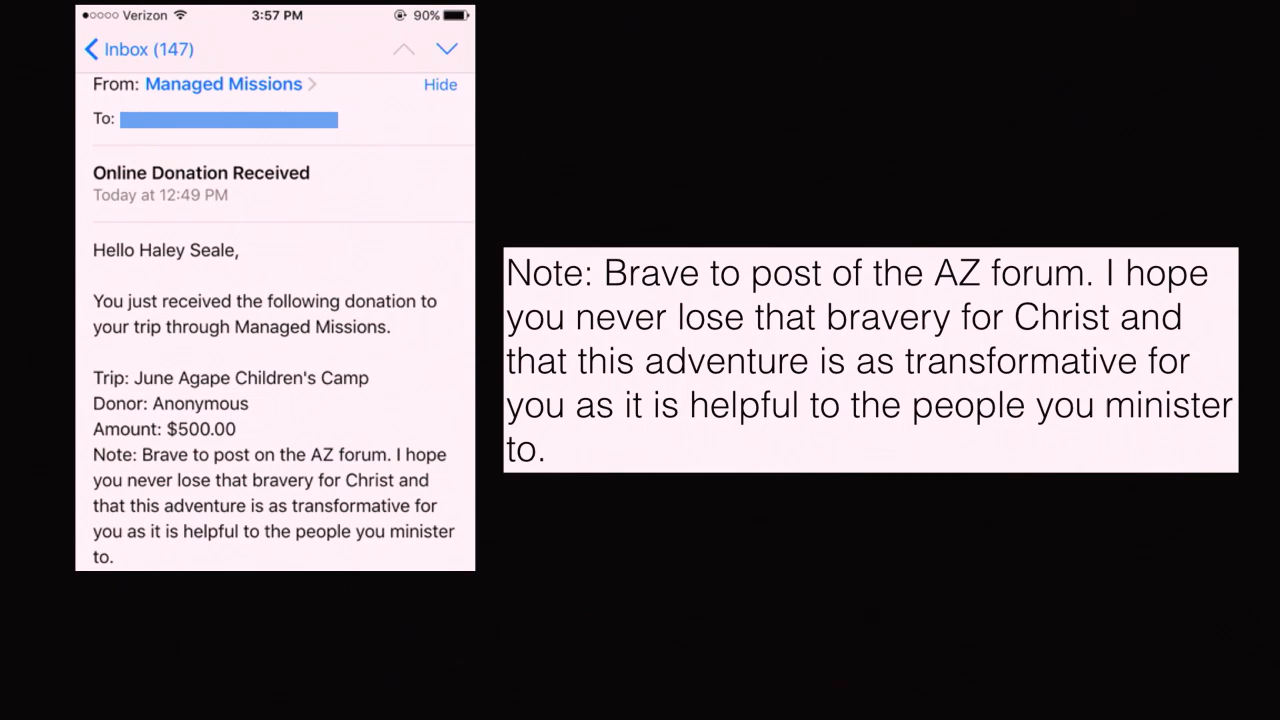 Verizon 3:57 PM 90%
Inbox (147)
From: Managed Missions Hide
To:
Online Donation Received
Today at 12:49 PM
Hello Haley Seale,
You just received the following donation to
your trip through Managed Missions.
Trip: June Agape Children's Camp
Donor: Anonymous
Amount: $500.00
Note: Brave to post on the AZ forum. I hope
you never lose that bravery for Christ and
that this adventure is as transformative for
you as it is helpful to the people you minister
to.
Note: Brave to post of the AZ forum. I hope
you never lose that bravery for Christ and
that this adventure is as transformative for
you as it is helpful to the people you minister
to.